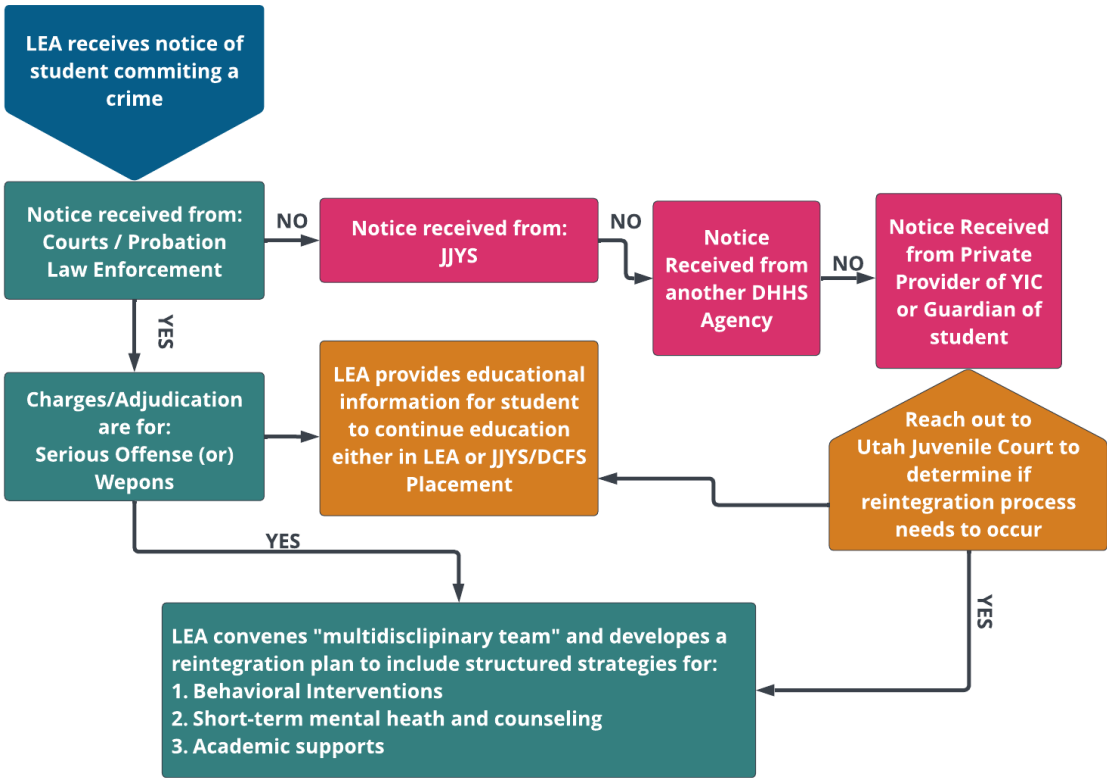 LEA receives notice of
student commiting a
crime
Notice received from:
Courts / Probation
Law Enforcement
NO
Notice received from:
JJYS
NO
Notice
Received from
another DHHS
Agency
NO
Notice Received
from Private
Provider of YIC
or Guardian of
student
YES
Charges/Adjudication
are for:
Serious Offense (or)
Wepons
LEA provides educational
information for student
to continue education
either in LEA or JJYS/DCFS
Placement
Reach out to
Utah Juvenile Court to
determine if
reintegration process
needs to occur
YES
YES
LEA convenes "multidisclipinary team" and developes a
reintegration plan to include structured strategies for:
1. Behavioral Interventions
2. Short-term mental heath and counseling
3. Academic supports